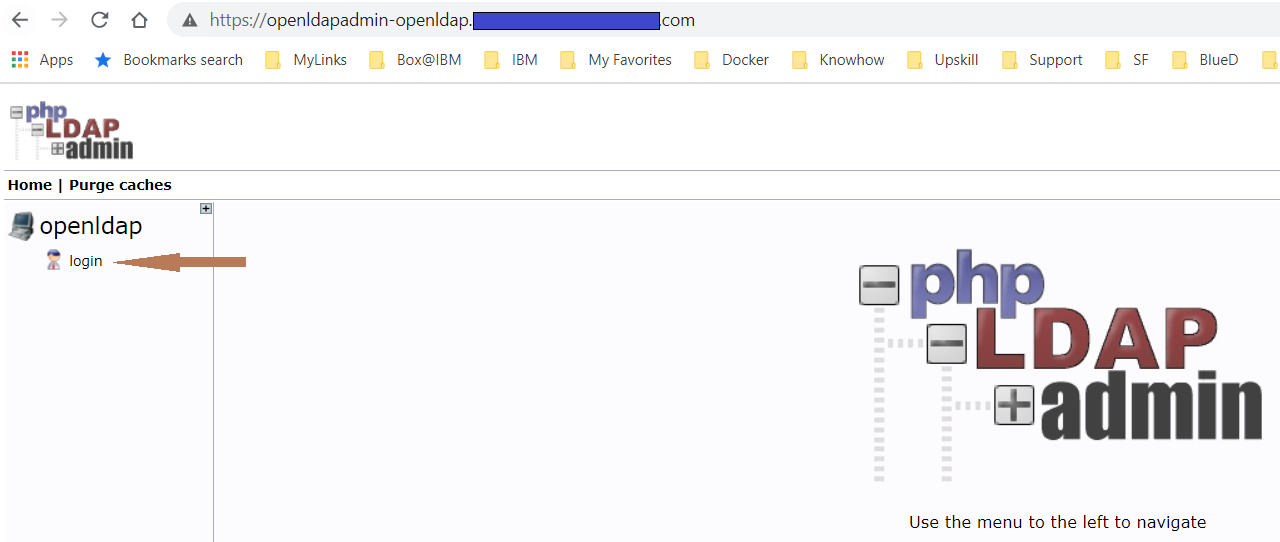 https://openldapadmin-openldap. .com
Apps Bookmarks search MyLinks Box@IBM IBM My Favorites Docker Knowhow Upskill Support SF BlueD
php
LDAP
admin
Home | Purge caches
openldap
login
php
LDAP
admin
Use the menu to the left to navigate